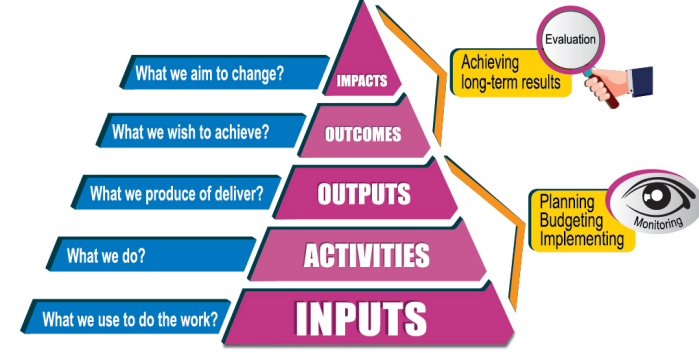 Evaluation
Achieving
long-term results
What we aim to change?
IMPACTS
What we wish to achieve?
OUTCOMES
What we produce of deliver?
OUTPUTS
Planning
Budgeting
Implementing
Monitoring
What we do?
ACTIVITIES
What we use to do the work?
INPUTS